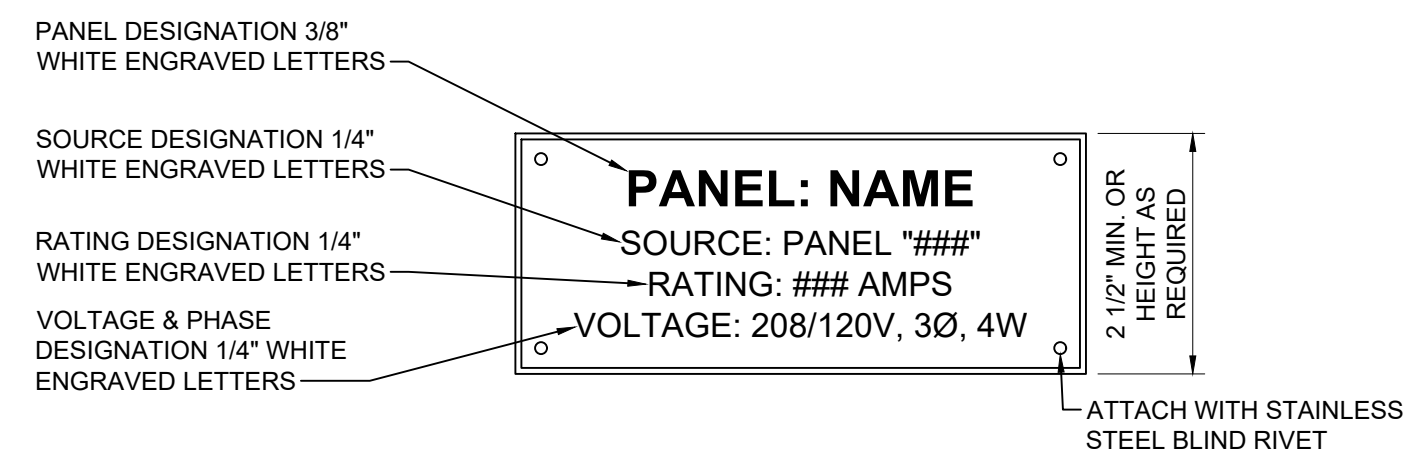 PANEL DESIGNATION 3/8"
WHITE ENGRAVED LETTERS
SOURCE DESIGNATION 1/4"
WHITE ENGRAVED LETTERS
RATING DESIGNATION 1/4"
WHITE ENGRAVED LETTERS
VOLTAGE & PHASE
DESIGNATION 1/4" WHITE
ENGRAVED LETTERS
PANEL: NAME
SOURCE: PANEL "###"
RATING: ### AMPS
VOLTAGE: 208/120V, 3Ø, 4W
2 1/2" MIN. OR
HEIGHT AS
REQUIRED
ATTACH WITH STAINLESS
STEEL BLIND RIVET